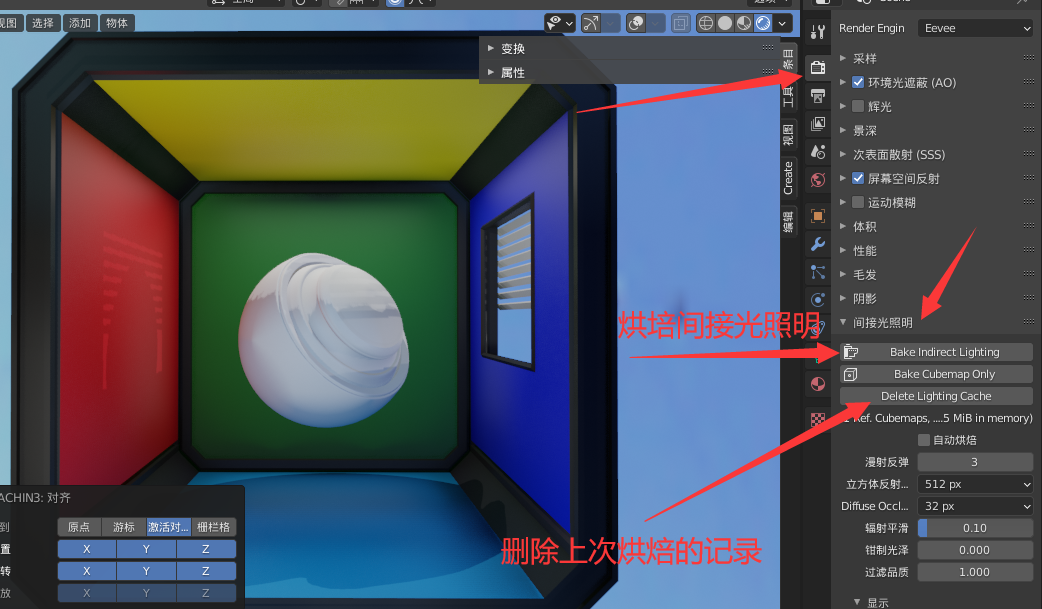 视图 选择 添加 物体
全局
变换
属性
条目
工具
视图
Create
编辑
Render Engin Eevee
采样
环境光遮蔽 (AO)
辉光
景深
次表面散射 (SSS)
屏幕空间反射
运动模糊
体积
性能
毛发
阴影
间接光照明
烘培间接光照明
Bake Indirect Lighting
Bake Cubemap Only
Delete Lighting Cache
Ref. Cubemaps, ....5 MiB in memory)
自动烘焙
漫射反弹 3
立方体反射... 512 px
Diffuse Occl... 32 px
辐射平滑 0.10
钳制光泽 0.000
过滤品质 1.000
显示
删除上次烘焙的记录
ACHIN3: 对齐
到 原点 游标 激活对... 栅栏格
置 X Y Z
转 X Y Z
放 X Y Z